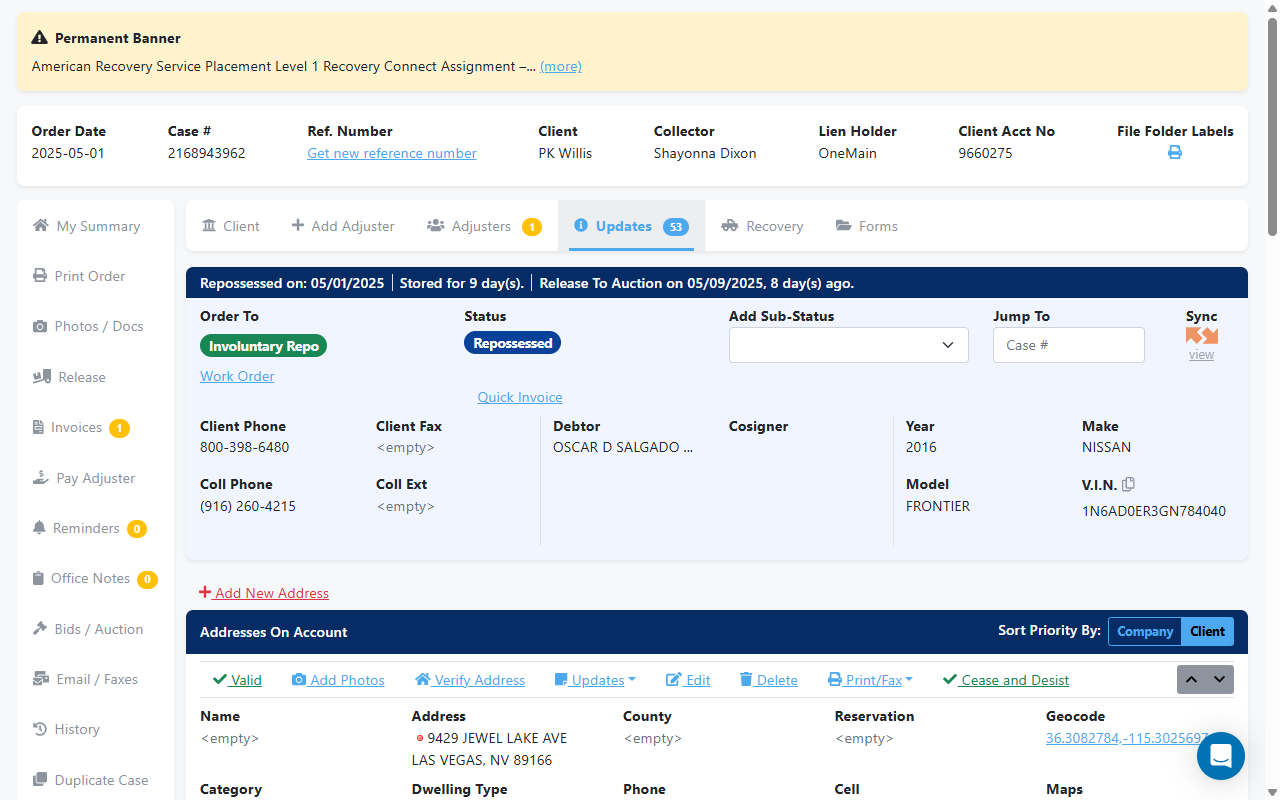 Permanent Banner
American Recovery Service Placement Level 1 Recovery Connect Assignment –... (more)
Order Date Case # Ref. Number Client Collector Lien Holder Client Acct No File Folder Labels
2025-05-01 2168943962 Get new reference number PK Willis Shayonna Dixon OneMain 9660275
My Summary
Print Order
Photos / Docs
Release
Invoices 1
Pay Adjuster
Reminders 0
Office Notes 0
Bids / Auction
Email / Faxes
History
Duplicate Case
Client Add Adjuster Adjusters 1 Updates 53 Recovery Forms
Repossessed on: 05/01/2025 | Stored for 9 day(s). | Release To Auction on 05/09/2025, 8 day(s) ago.
Order To Status Add Sub-Status Jump To Sync
Involuntary Repo Repossessed Case #
view
Work Order
Quick Invoice
Client Phone Client Fax Debtor Cosigner Year Make
800-398-6480 <empty> OSCAR D SALGADO ... 2016 NISSAN
Coll Phone Coll Ext Model V.I.N.
(916) 260-4215 <empty> FRONTIER 1N6AD0ER3GN784040
Add New Address
Addresses On Account Sort Priority By: Company Client
Valid Add Photos Verify Address Updates Edit Delete Print/Fax Cease and Desist
Name Address County Reservation Geocode
<empty> 9429 JEWEL LAKE AVE <empty> <empty> 36.3082784,-115.3025697
LAS VEGAS, NV 89166
Category Dwelling Type Phone Cell Maps